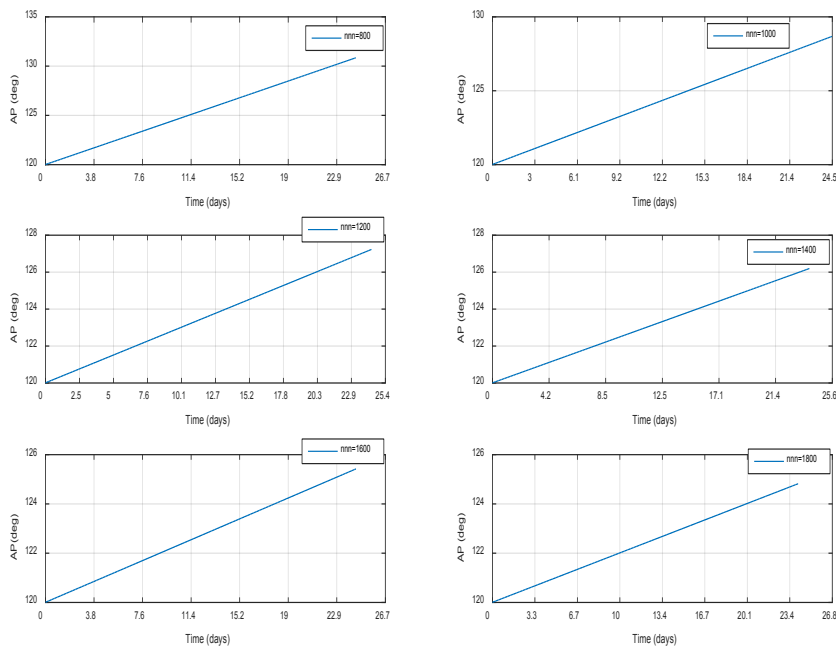 135
nnn=800
130
125
120
AP (deg)
0 3.8 7.6 11.4 15.2 19 22.9 26.7
Time (days)
130
nnn=1000
125
120
AP (deg)
0 3 6.1 9.2 12.2 15.3 18.4 21.4 24.5
Time (days)
128
nnn=1200
126
124
122
120
AP (deg)
0 2.5 5 7.6 10.1 12.7 15.2 17.8 20.3 22.9 25.4
Time (days)
128
nnn=1400
126
124
122
120
AP (deg)
0 4.2 8.5 12.5 17.1 21.4 25.6
Time (days)
126
nnn=1600
124
122
120
AP(deg)
0 3.8 7.6 11.4 15.2 19 22.9 26.7
Time (days)
126
nnn=1800
124
122
120
AP (deg)
0 3.3 6.7 10 13.4 16.7 20.1 23.4 26.8
Time (days)